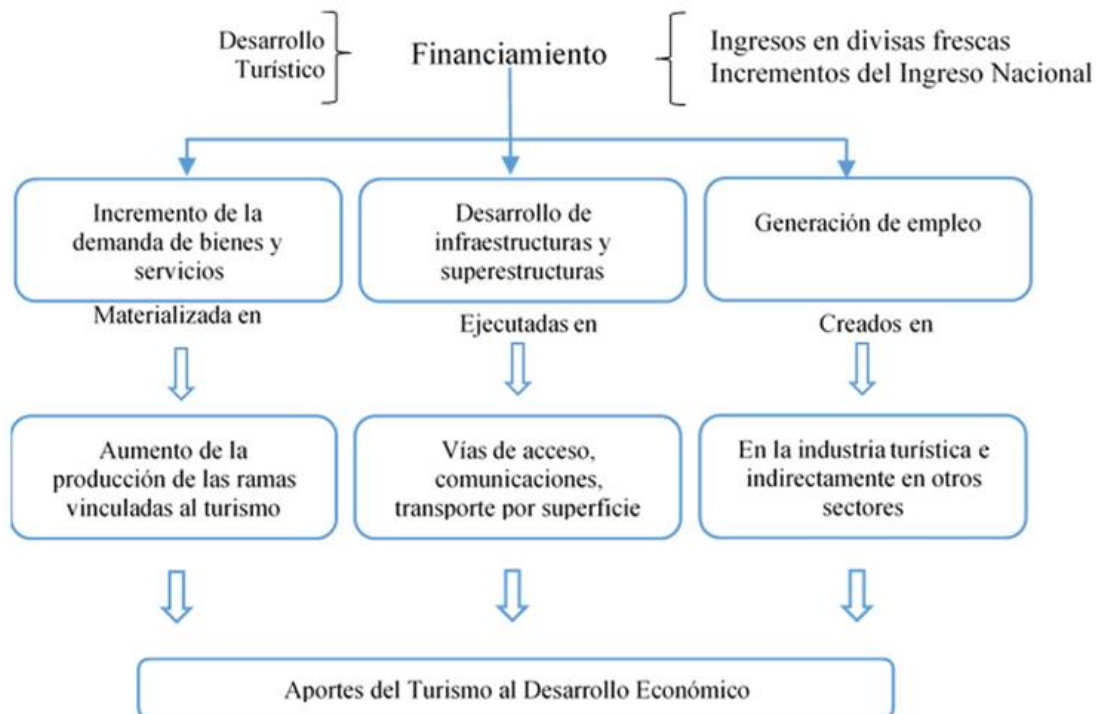 Desarrollo
Turístico
Financiamiento
Ingresos en divisas frescas
Incrementos del Ingreso Nacional
Incremento de la
demanda de bienes y
servicios
Desarrollo de
infraestructuras y
superestructuras
Generación de empleo
Materializada en
Ejecutadas en
Creados en
Aumento de la
producción de las ramas
vinculadas al turismo
Vías de acceso,
comunicaciones,
transporte por superficie
En la industria turística e
indirectamente en otros
sectores
Aportes del Turismo al Desarrollo Económico